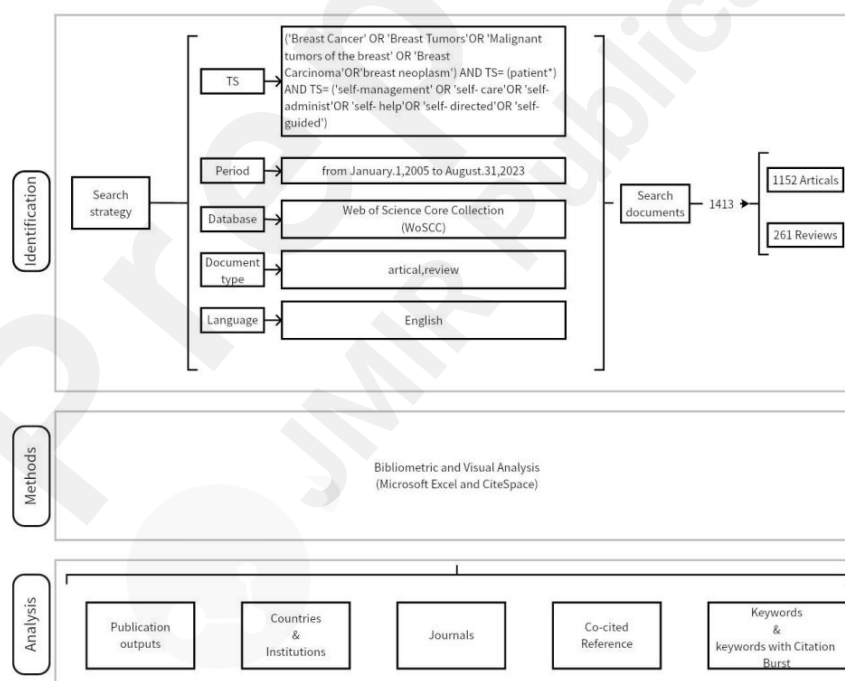 Identification
Search
strategy
TS
('Breast Cancer' OR 'Breast Tumors'OR 'Malignant
tumors of the breast' OR 'Breast
Carcinoma'OR'breast neoplasm') AND TS= (patient*)
AND TS= ('self-management' OR 'self- care'OR 'self-
administ'OR 'self- help'OR 'self- directed'OR 'self-
guided')
Period
from January.1,2005 to August.31,2023
Database
Web of Science Core Collection
(WoSCC)
Document
type
artical,review
Language
English
Search
documents
1413
1152 Articals
261 Reviews
Methods
Bibliometric and Visual Analysis
(Microsoft Excel and CiteSpace)
Analysis
Publication
outputs
Countries
&
Institutions
Journals
Co-cited
Reference
Keywords
&
keywords with Citation
Burst
Prep
JMIR Publica